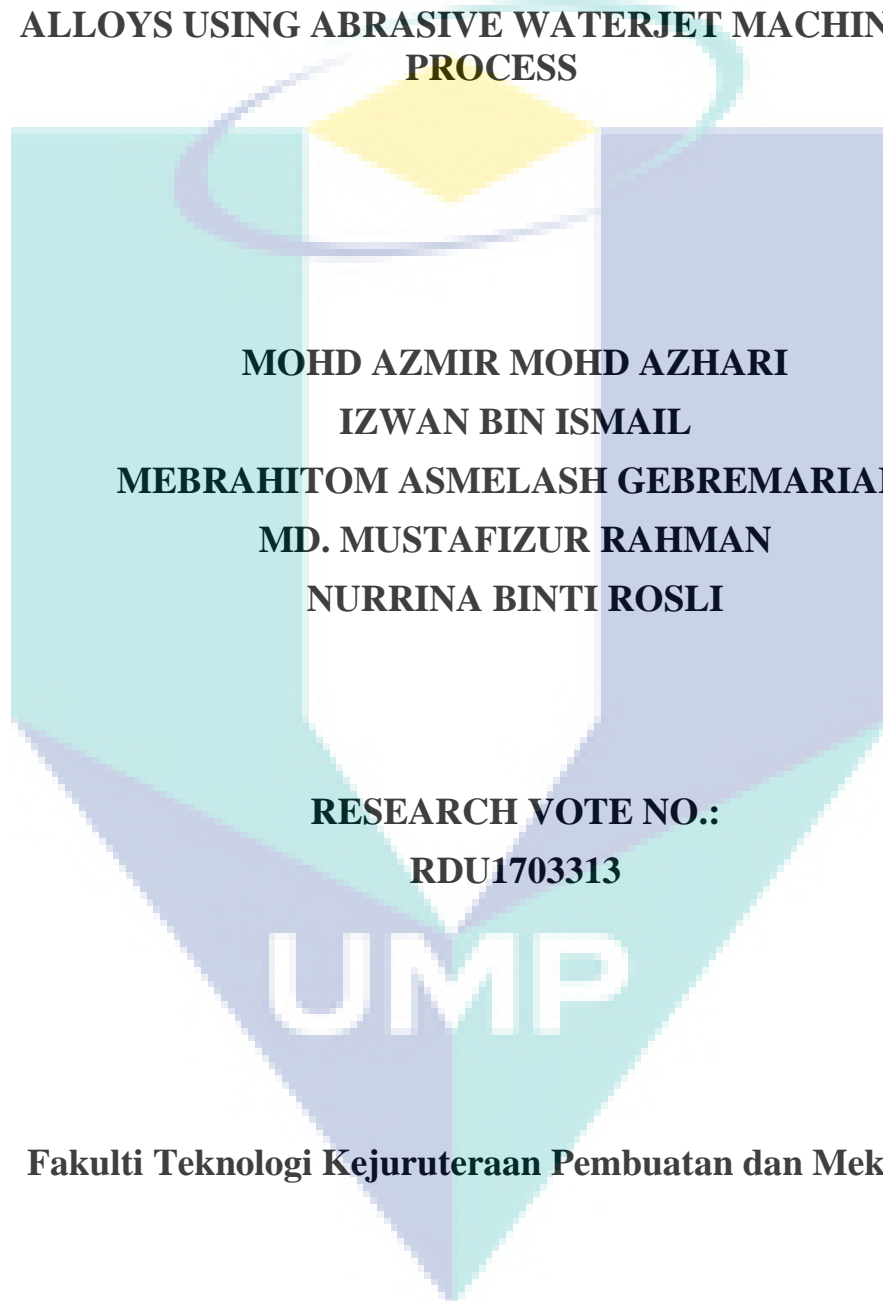 ALLOYS USING ABRASIVE WATERJET MACHIN
PROCESS
MOHD AZMIR MOHD AZHARI
IZWAN BIN ISMAIL
MEBRAHITOM ASMELASH GEBREMARIA
MD. MUSTAFIZUR RAHMAN
NURRINA BINTI ROSLI
RESEARCH VOTE NO.:
RDU1703313
UMP
Fakulti Teknologi Kejuruteraan Pembuatan dan Mek